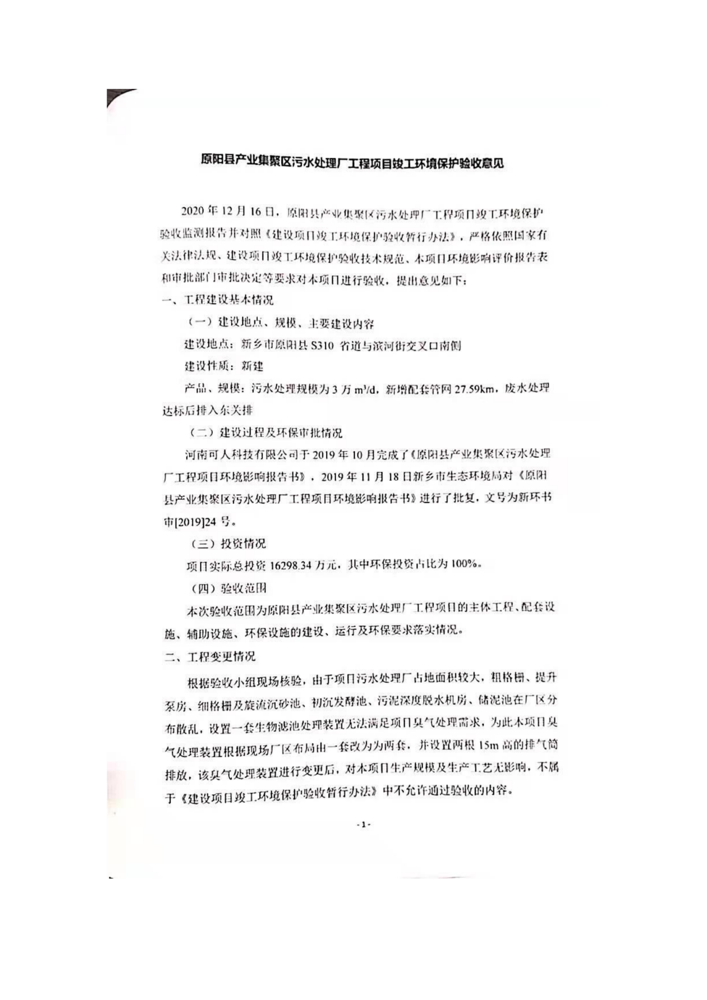 原阳县产业集聚区污水处理厂工程项目竣工环境保护验收意见
2020 年 12 月 16 日，原阳县产业集聚区污水处理厂工程项目竣工环境保护
验收监测报告并对照《建设项目竣工环境保护验收暂行办法》，严格依照国家有
关法律法规、建设项目竣工环境保护验收技术规范、本项目环境影响评价报告表
和审批部门审批决定等要求对本项目进行验收，提出意见如下：
一、工程建设基本情况
（一）建设地点、规模、主要建设内容
建设地点：新乡市原阳县 S310 省道与滨河街交叉口南侧
建设性质：新建
产品、规模：污水处理规模为 3 万 m³/d，新增配套管网 27.59km，废水处理
达标后排入东关排
（二）建设过程及环保审批情况
河南可人科技有限公司于 2019 年 10 月完成了《原阳县产业集聚区污水处理
厂工程项目环境影响报告书》，2019 年 11 月 18 日新乡市生态环境局对《原阳
县产业集聚区污水处理厂工程项目环境影响报告书》进行了批复，文号为新环书
审[2019]24 号。
（三）投资情况
项目实际总投资 16298.34 万元，其中环保投资占比为 100%。
（四）验收范围
本次验收范围为原阳县产业集聚区污水处理厂工程项目的主体工程、配套设
施、辅助设施、环保设施的建设、运行及环保要求落实情况。
二、工程变更情况
根据验收小组现场核验，由于项目污水处理厂占地面积较大，粗格栅、提升
泵房、细格栅及旋流沉砂池、初沉发酵池、污泥深度脱水机房、储泥池在厂区分
布散乱，设置一套生物滤池处理装置无法满足项目臭气处理需求，为此本项目臭
气处理装置根据现场厂区布局由一套改为为两套，并设置两根 15m 高的排气筒
排放，该臭气处理装置进行变更后，对本项目生产规模及生产工艺无影响，不属
于《建设项目竣工环境保护验收暂行办法》中不允许通过验收的内容。
- 1 -